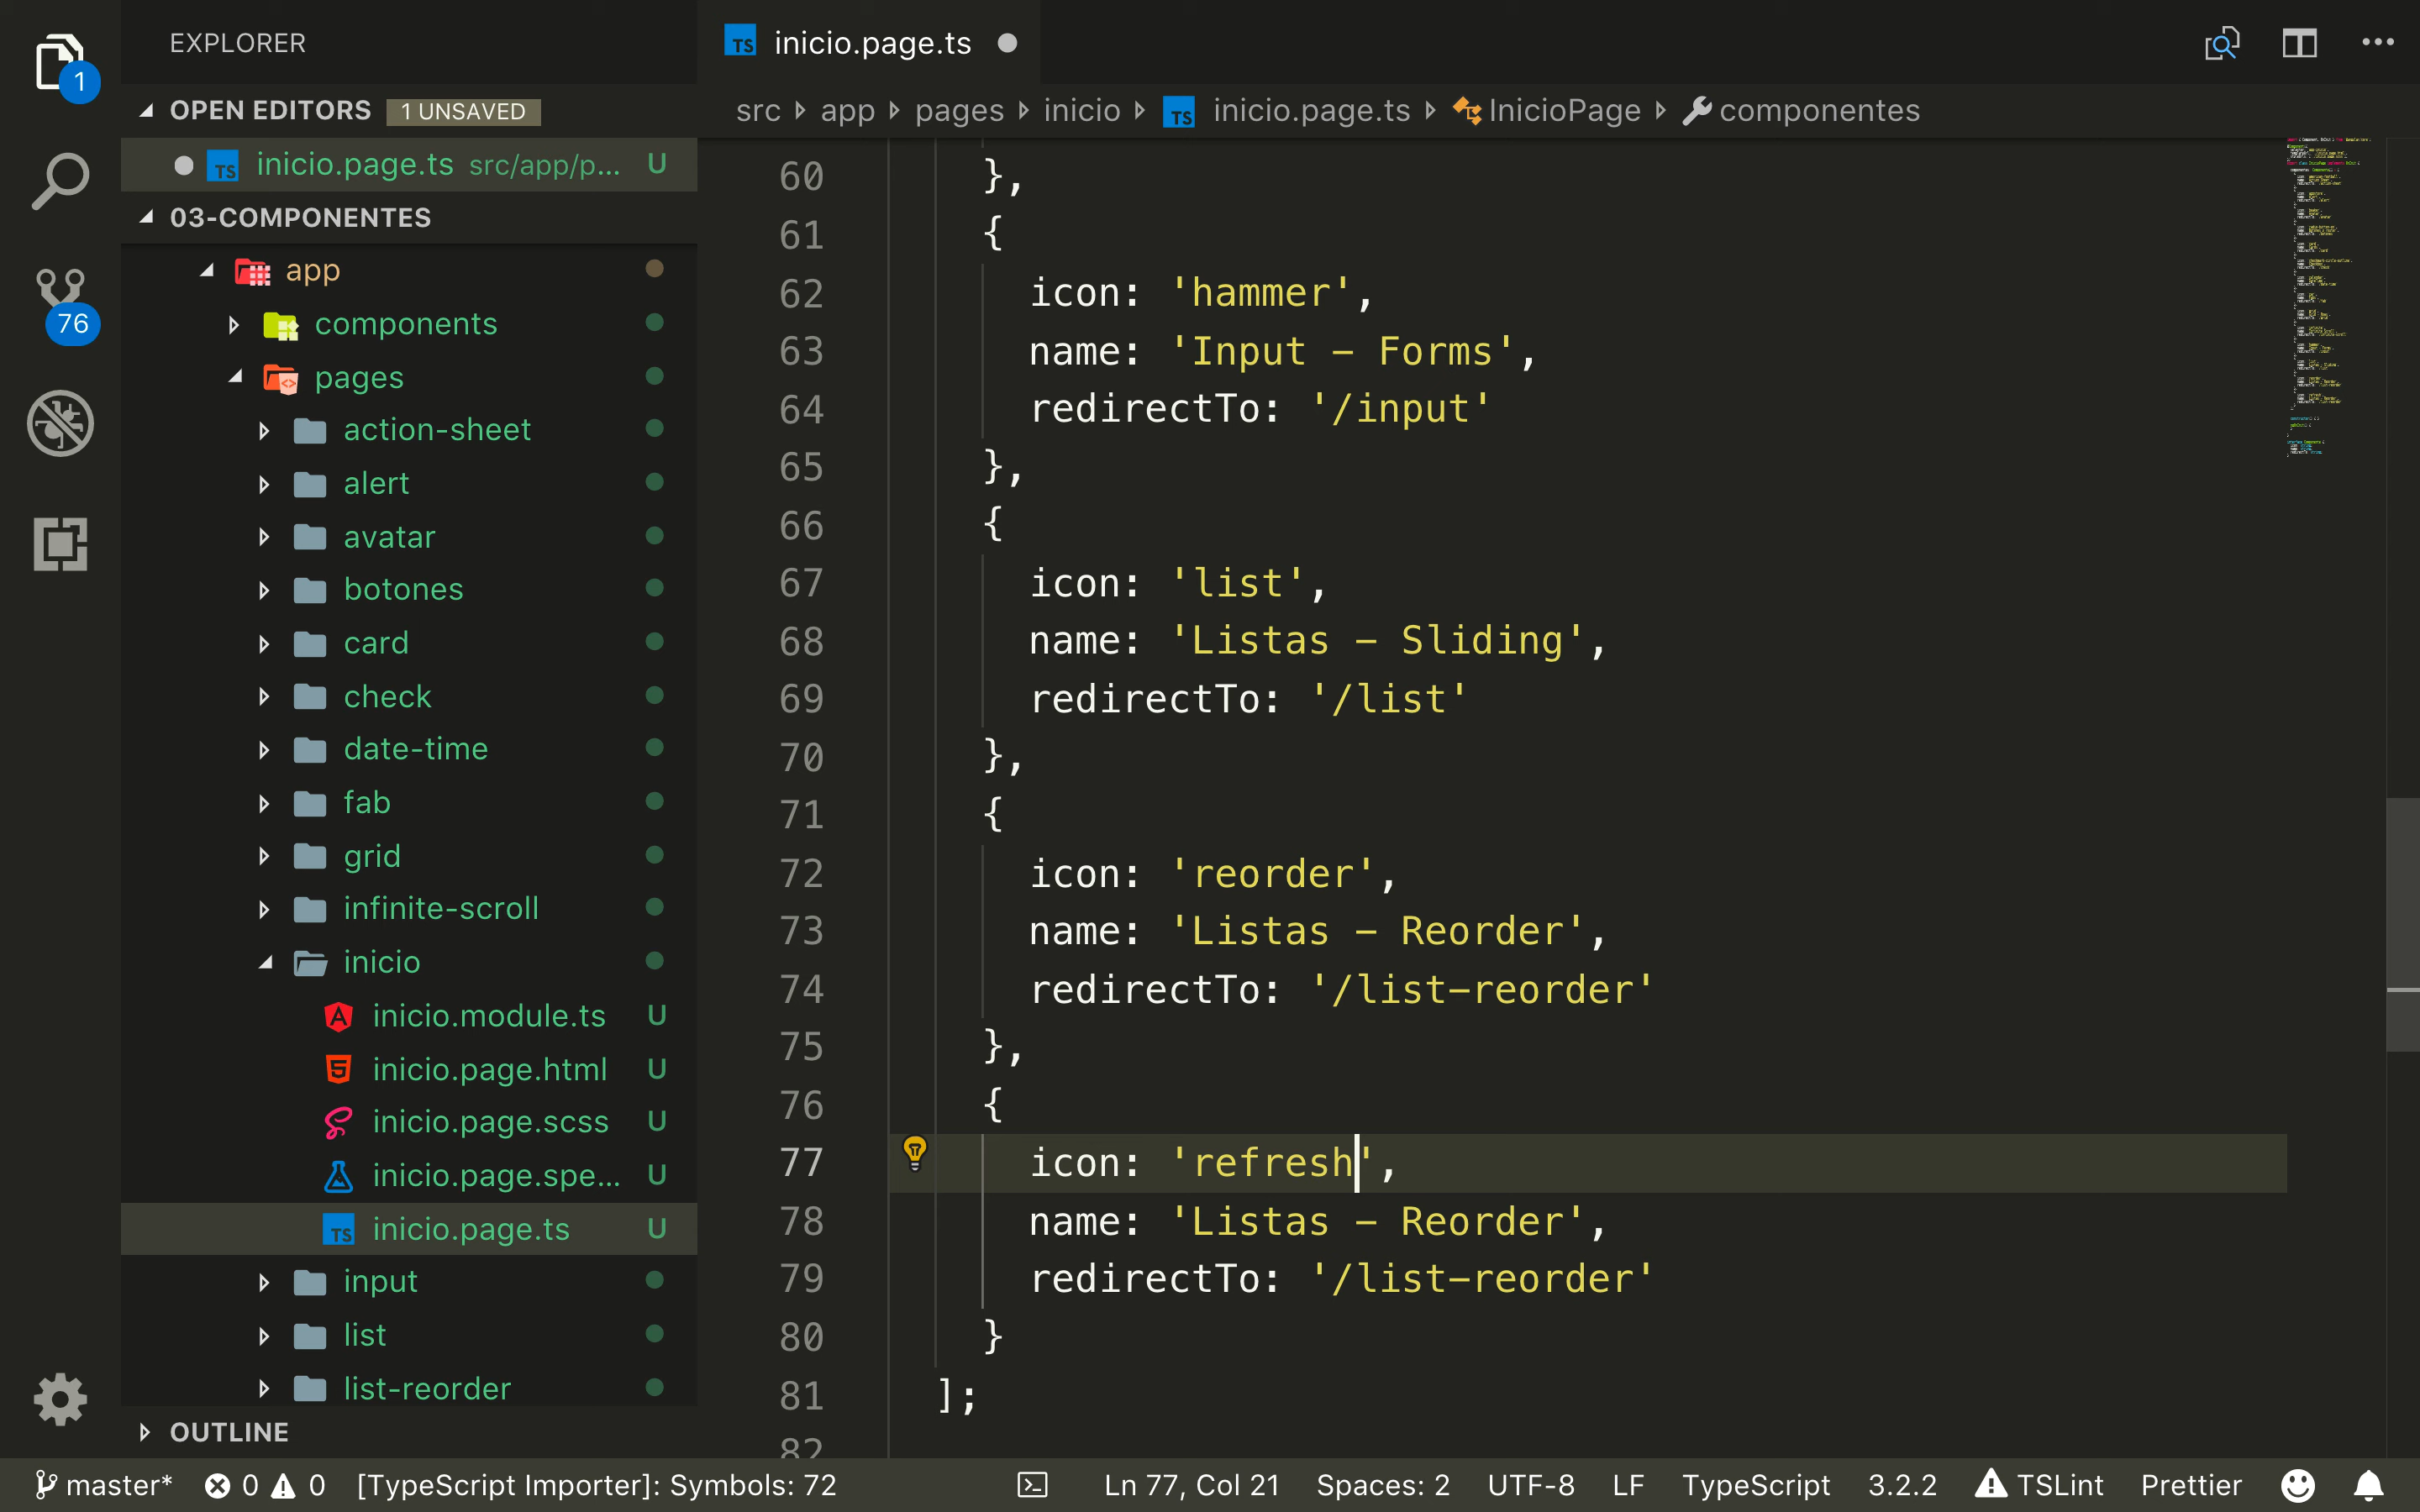 EXPLORER
1
OPEN EDITORS 1 UNSAVED
TS inicio.page.ts src/app/p... U
03-COMPONENTES
app
components
pages
action-sheet
alert
avatar
botones
card
check
date-time
fab
grid
infinite-scroll
inicio
inicio.module.ts U
inicio.page.html U
inicio.page.scss U
inicio.page.spe... U
TS inicio.page.ts U
input
list
list-reorder
OUTLINE
76
TS inicio.page.ts
src app pages inicio TS inicio.page.ts InicioPage componentes
60 },
61 {
62 icon: 'hammer',
63 name: 'Input - Forms',
64 redirectTo: '/input'
65 },
66 {
67 icon: 'list',
68 name: 'Listas - Sliding',
69 redirectTo: '/list'
70 },
71 {
72 icon: 'reorder',
73 name: 'Listas - Reorder',
74 redirectTo: '/list-reorder'
75 },
76 {
77 icon: 'refresh',
78 name: 'Listas - Reorder',
79 redirectTo: '/list-reorder'
80 }
81 ];
82
master* 0 0 [TypeScript Importer]: Symbols: 72 Ln 77, Col 21 Spaces: 2 UTF-8 LF TypeScript 3.2.2 TSLint Prettier